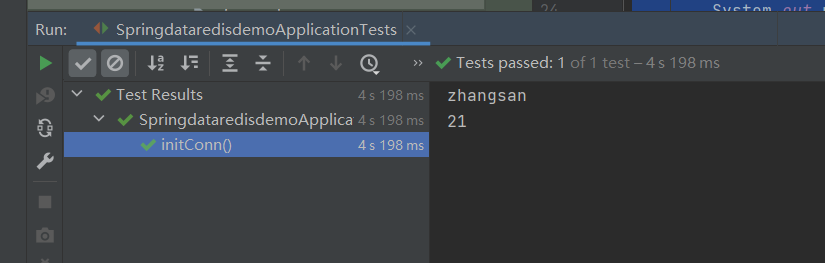 24
System.out
Run: SpringdataredisdemoApplicationTests ×
» Tests passed: 1 of 1 test – 4 s 198 ms
Test Results 4 s 198 ms
SpringdataredisdemoApplica 4 s 198 ms
initConn() 4 s 198 ms
zhangsan
21